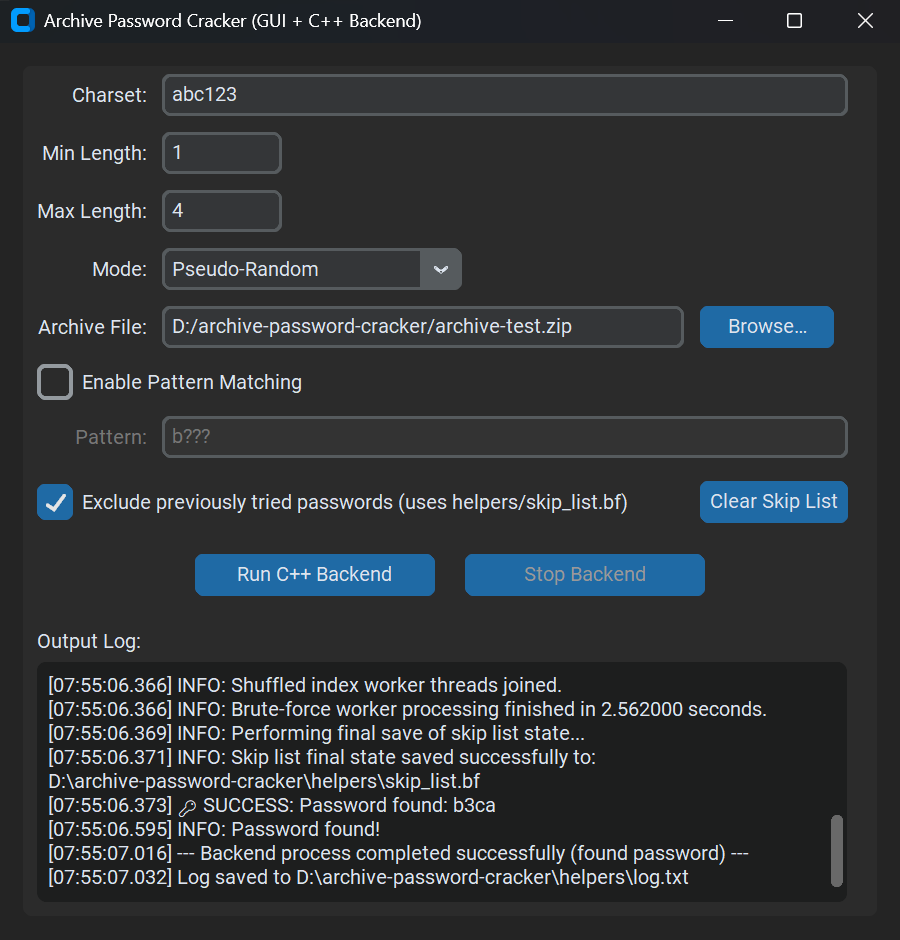 Archive Password Cracker (GUI + C++ Backend)
Charset: abc123
Min Length: 1
Max Length: 4
Mode: Pseudo-Random
Archive File: D:/archive-password-cracker/archive-test.zip Browse...
Enable Pattern Matching
Pattern: b???
Exclude previously tried passwords (uses helpers/skip_list.bf) Clear Skip List
Run C++ Backend Stop Backend
Output Log:
[07:55:06.366] INFO: Shuffled index worker threads joined.
[07:55:06.366] INFO: Brute-force worker processing finished in 2.562000 seconds.
[07:55:06.369] INFO: Performing final save of skip list state...
[07:55:06.371] INFO: Skip list final state saved successfully to:
D:\archive-password-cracker\helpers\skip_list.bf
[07:55:06.373] 🔑 SUCCESS: Password found: b3ca
[07:55:06.595] INFO: Password found!
[07:55:07.016] --- Backend process completed successfully (found password) ---
[07:55:07.032] Log saved to D:\archive-password-cracker\helpers\log.txt